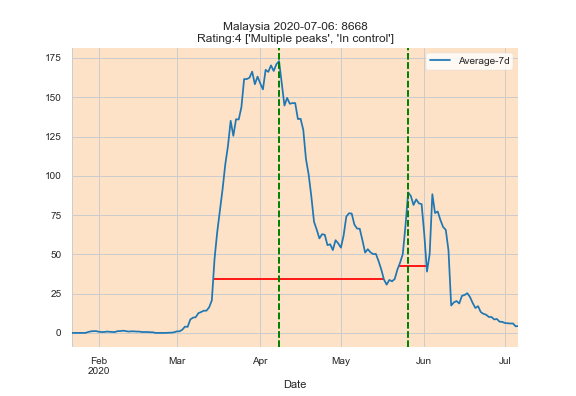 Malaysia 2020-07-06: 8668
Rating:4 ['Multiple peaks', 'In control']
Average-7d
175
150
125
100
75
50
25
0
Feb
2020
Mar
Apr
May
Jun
Jul
Date